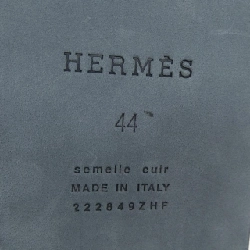 HERMÈS
44
semelle cuir
MADE IN ITALY
222849ZHF